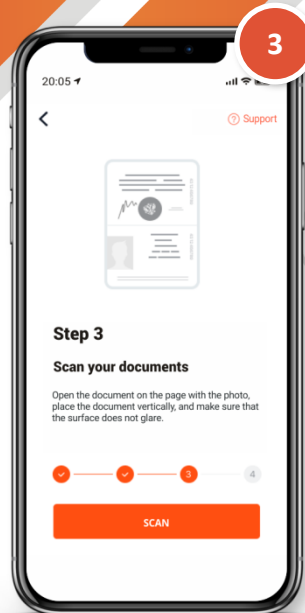 3
20:05
Support
Step 3
Scan your documents
Open the document on the page with the photo,
place the document vertically, and make sure that
the surface does not glare.
3
4
SCAN